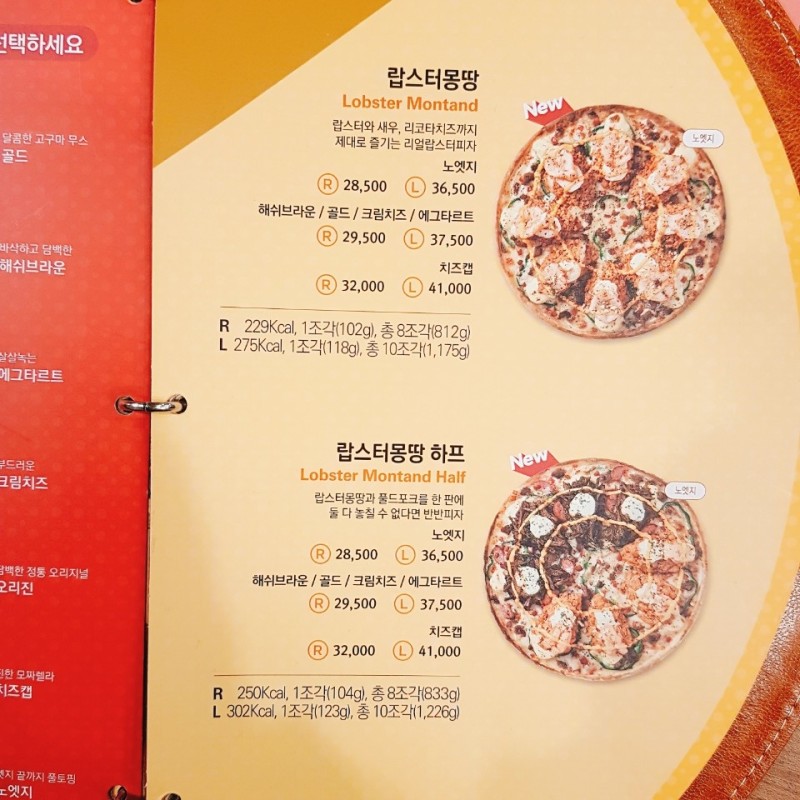 선택하세요
달콤한 고구마 무스
골드
바삭하고 담백한
해쉬브라운
살살녹는
에그타르트
부드러운
크림치즈
담백한 정통 오리지널
오리진
진한 모짜렐라
치즈캡
엣지 끝까지 풀토핑
노엣지
랍스터몽땅
Lobster Montand
랍스터와 새우, 리코타치즈까지
제대로 즐기는 리얼랍스터피자
노엣지
R 28,500 L 36,500
해쉬브라운 / 골드 / 크림치즈 / 에그타르트
R 29,500 L 37,500
치즈캡
R 32,000 L 41,000
R 229Kcal, 1조각(102g), 총 8조각(812g)
L 275Kcal, 1조각(118g), 총 10조각(1,175g)
New
노엣지
랍스터몽땅 하프
Lobster Montand Half
랍스터몽땅과 풀드포크를 한 판에
둘 다 놓칠 수 없다면 반반피자
노엣지
R 28,500 L 36,500
해쉬브라운 / 골드 / 크림치즈 / 에그타르트
R 29,500 L 37,500
치즈캡
R 32,000 L 41,000
R 250Kcal, 1조각(104g), 총 8조각(833g)
L 302Kcal, 1조각(123g), 총 10조각(1,226g)
New
노엣지